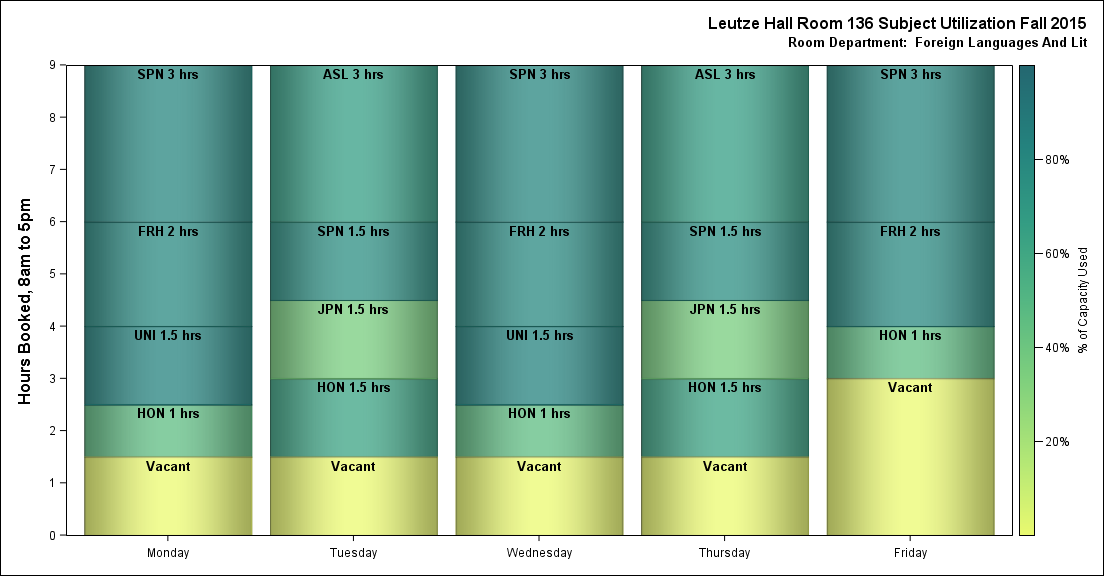 Leutze Hall Room 136 Subject Utilization Fall 2015
Room Department: Foreign Languages And Lit
Hours Booked, 8am to 5pm
9
8
7
6
5
4
3
2
1
0
SPN 3 hrs
FRH 2 hrs
UNI 1.5 hrs
HON 1 hrs
Vacant
Monday
ASL 3 hrs
SPN 1.5 hrs
JPN 1.5 hrs
HON 1.5 hrs
Vacant
Tuesday
SPN 3 hrs
FRH 2 hrs
UNI 1.5 hrs
HON 1 hrs
Vacant
Wednesday
ASL 3 hrs
SPN 1.5 hrs
JPN 1.5 hrs
HON 1.5 hrs
Vacant
Thursday
SPN 3 hrs
FRH 2 hrs
HON 1 hrs
Vacant
Friday
80%
60%
40%
20%
% of Capacity Used